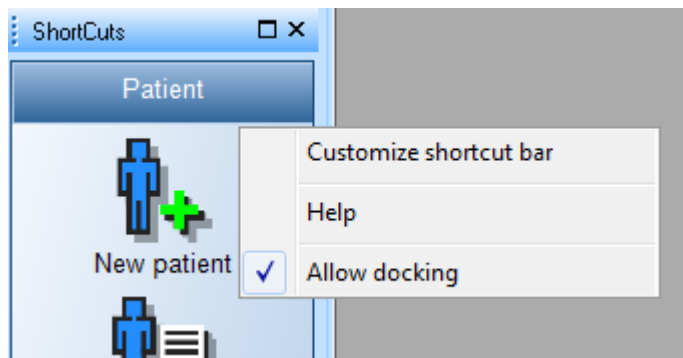 ShortCuts
Patient
Customize shortcut bar
Help
New patient
Allow docking